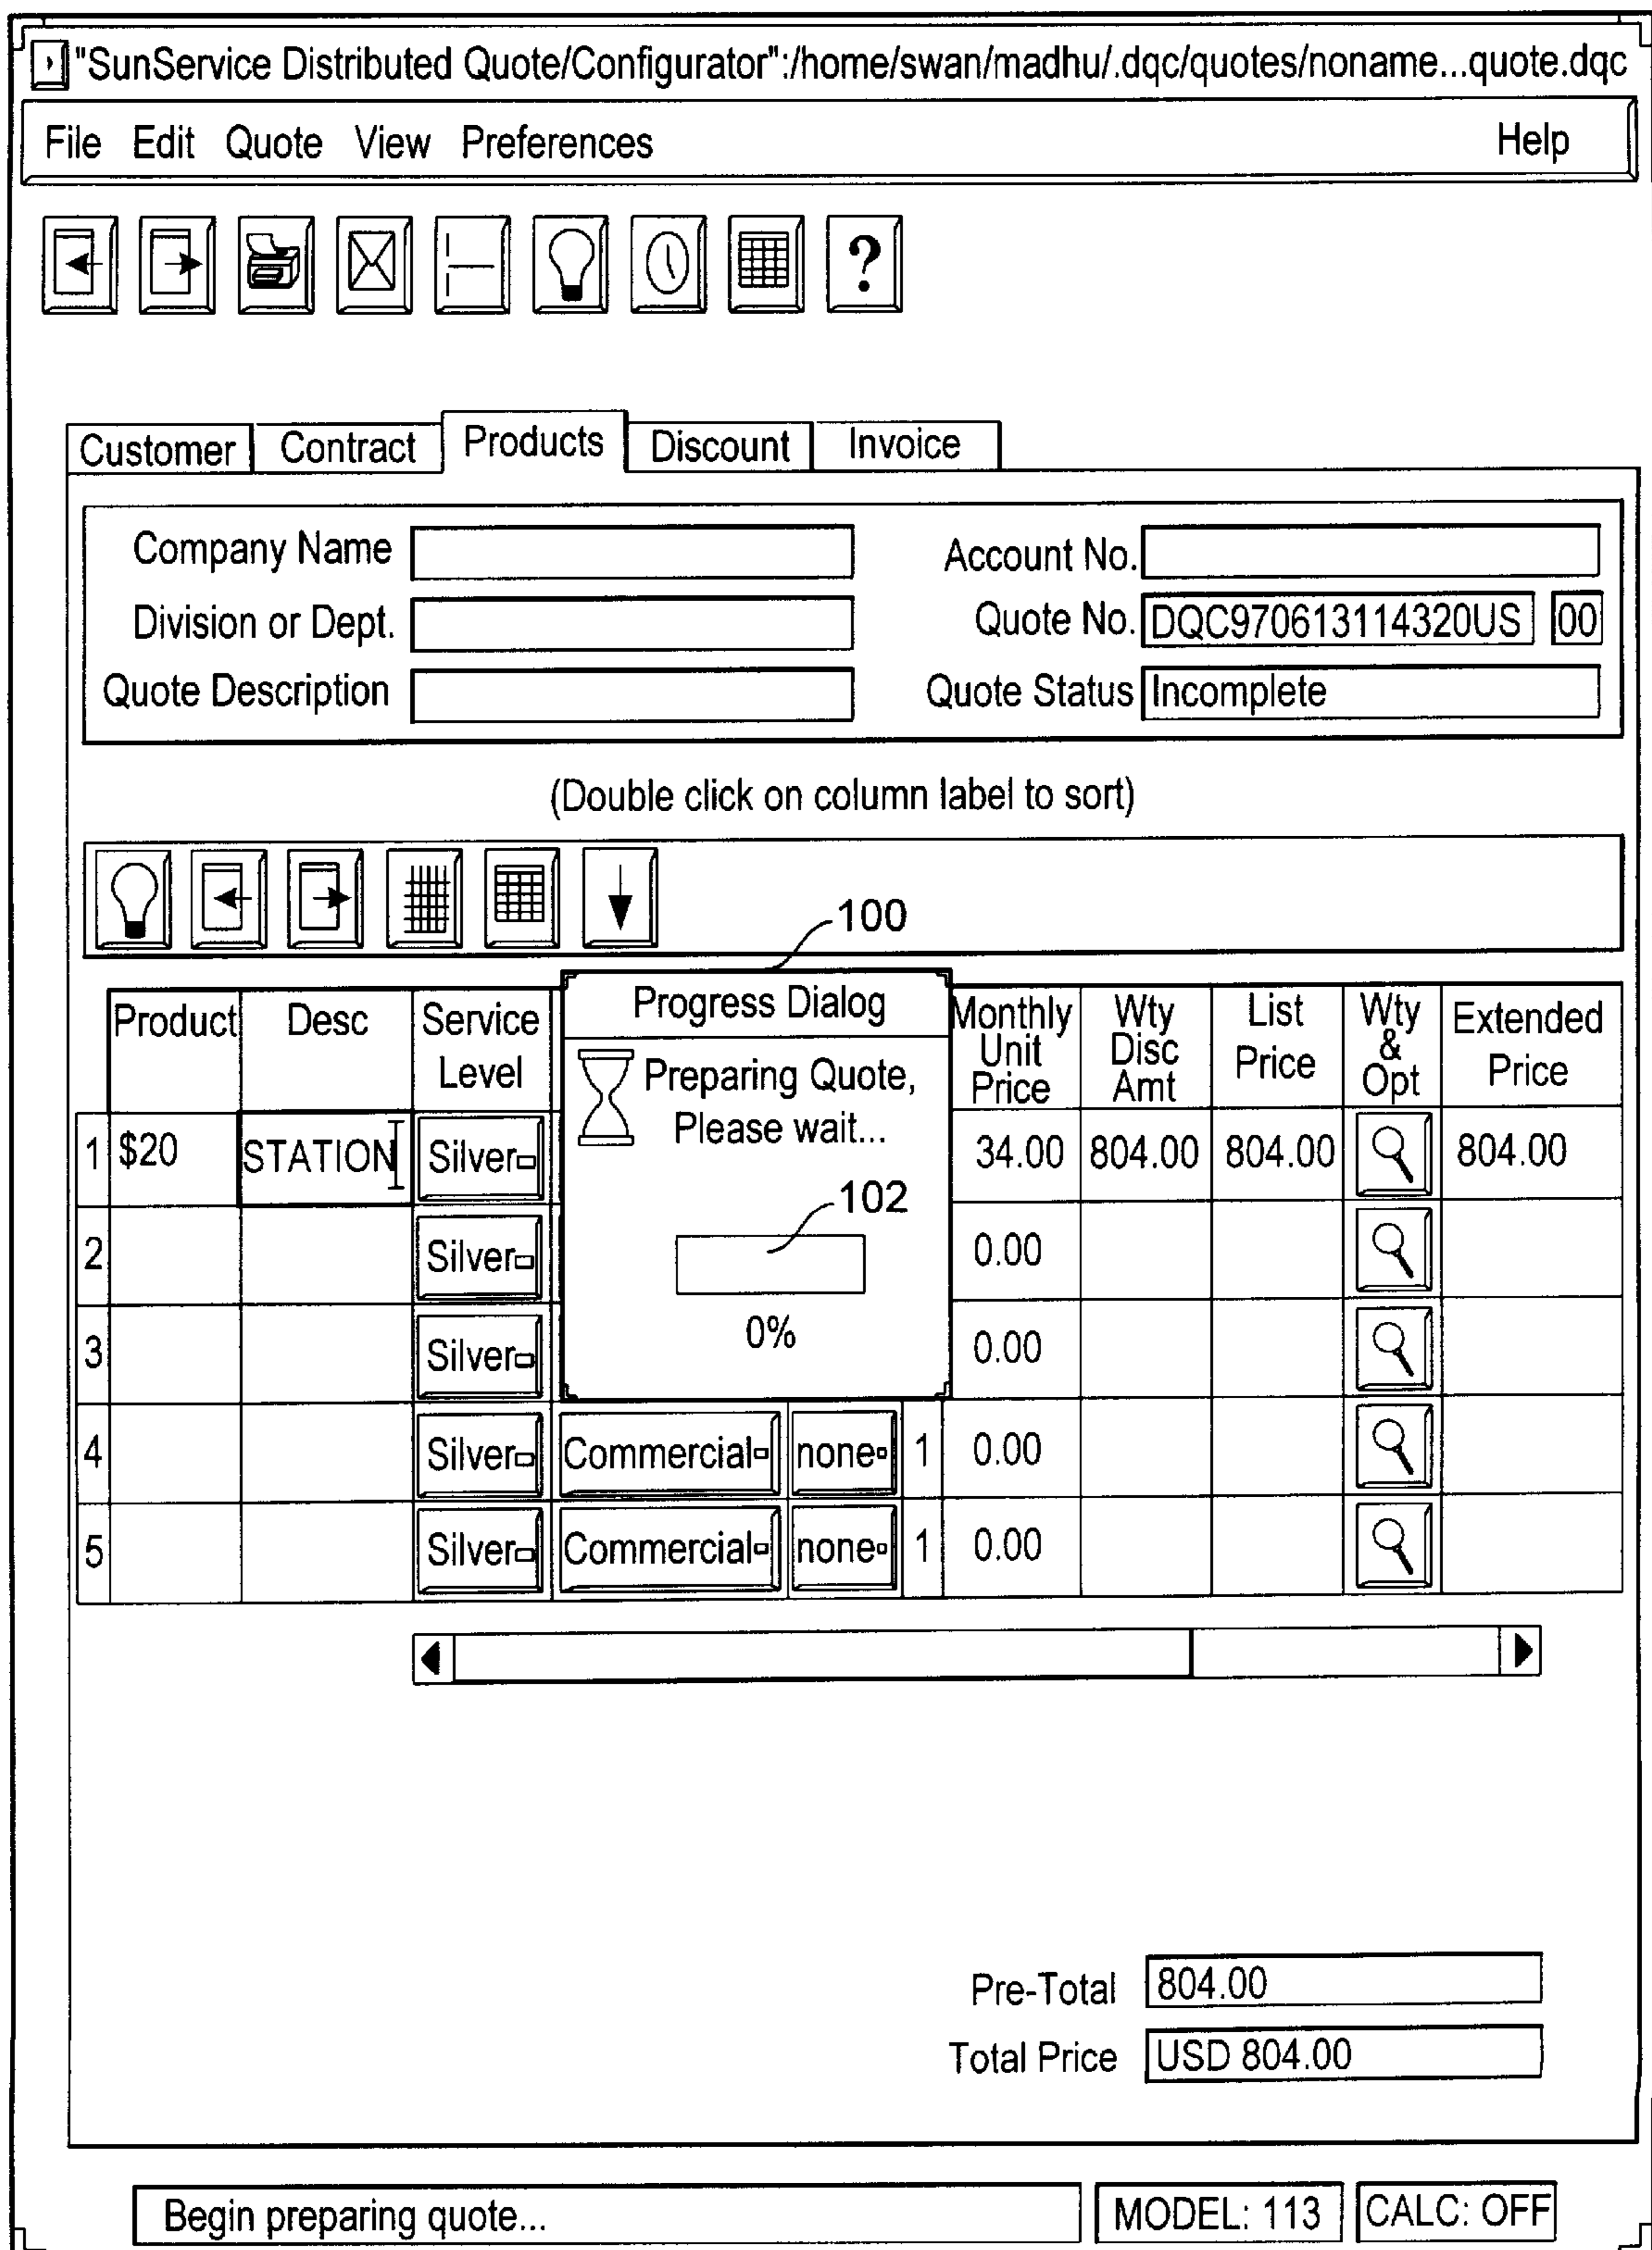 "SunService Distributed Quote/Configurator":/home/swan/madhu/.dqc/quotes/noname...quote.dqc
File Edit Quote View Preferences Help
?
Customer Contract Products Discount Invoice
Company Name Account No.
Division or Dept. Quote No. DQC970613114320US 00
Quote Description Quote Status Incomplete
(Double click on column label to sort)
100
Product Desc Service Level Monthly Unit Price Wty Disc Amt List Price Wty & Opt Extended Price
Progress Dialog
Preparing Quote,
Please wait...
102
0%
1 $20 STATION Silver 34.00 804.00 804.00 804.00
2 Silver 0.00
3 Silver 0.00
4 Silver Commercial none 1 0.00
5 Silver Commercial none 1 0.00
Pre-Total 804.00
Total Price USD 804.00
Begin preparing quote... MODEL: 113 CALC: OFF